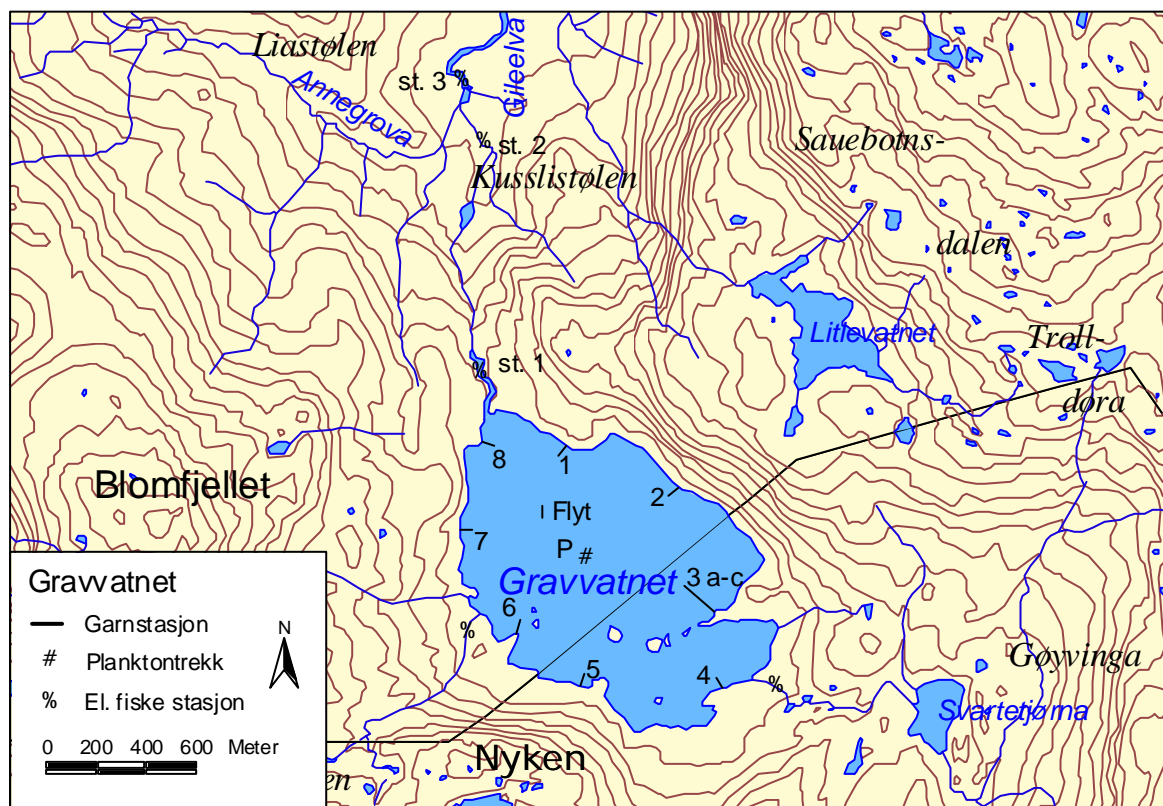 Liastølen
Annegrova
st. 3 %
Gileelva
% st. 2
Kusslistølen
Sauebotns-
dalen
Litlevatnet
Troll-
døra
% st. 1
8
1
2
Blomfjellet
Flyt
7
P #
Gravvatnet
3 a-c
6
%
5
4
%
Gøyvinga
Svartetjørna
Nyken
en
Gravvatnet
Garnstasjon
# Planktontrekk
% El. fiske stasjon
N
0 200 400 600 Meter